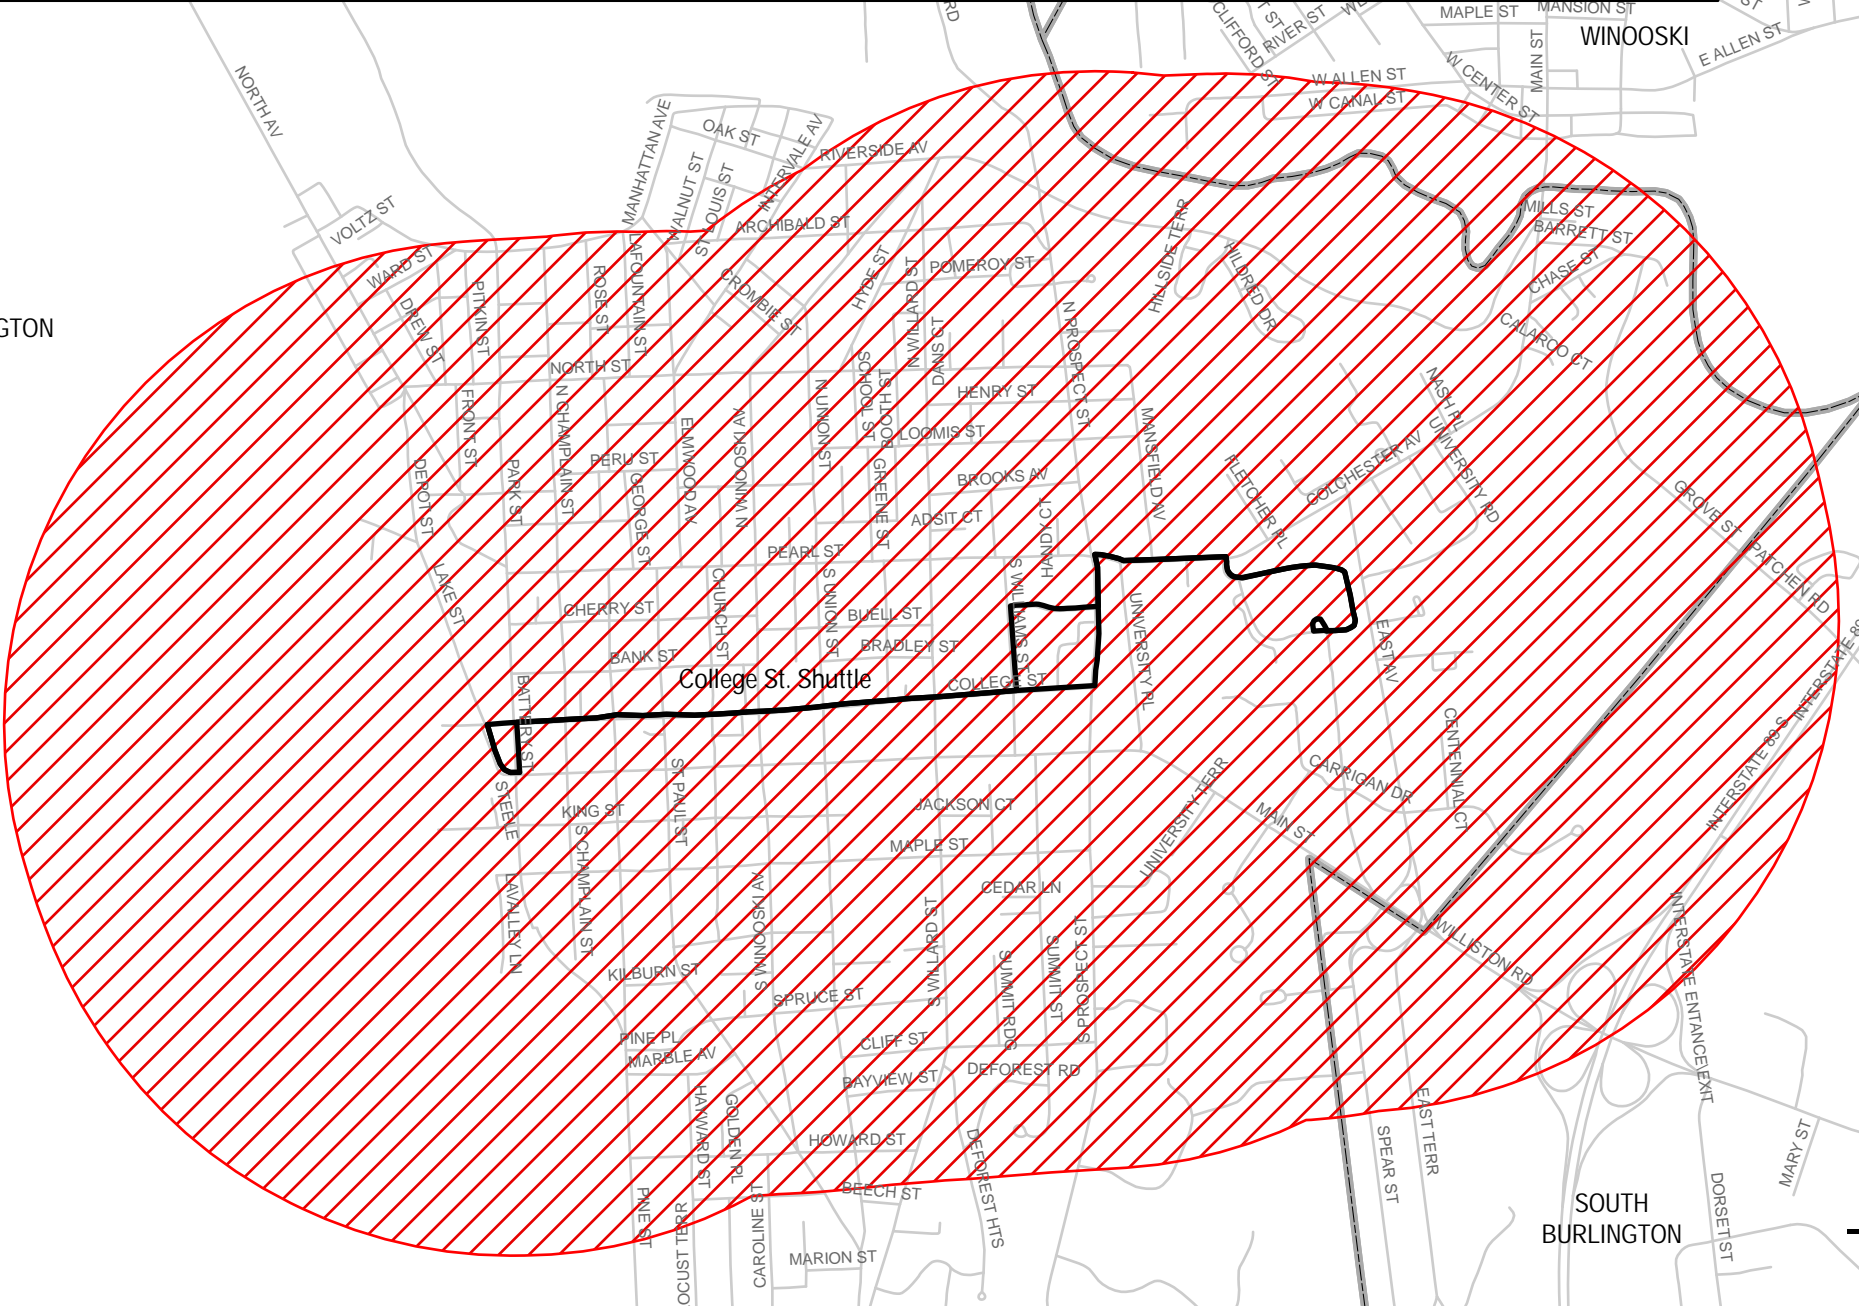 RD
CLIFFORD ST
RIVER ST
MAPLE ST
MANSION ST
WINOOSKI
MAIN ST
E ALLEN ST
W ALLEN ST
W CENTER ST
W CANAL ST
NORTH AV
MANHATTAN AVE
OAK ST
INTERVALE AV
RIVERSIDE AV
WALNUT ST
ST LOUIS ST
ARCHIBALD ST
VOLTZ ST
WARD ST
LAFOUNTAIN ST
HILLSIDE TERR
HILDRED DR
MILLS ST
BARRETT ST
CHASE ST
CALARCO CT
GTON
DREW ST
PITKIN ST
ROSE ST
CROMBIE ST
HYDE ST
N WILLARD ST
POMEROY ST
DANS CT
N PROSPECT ST
NORTH ST
FRONT ST
N CHAMPLAIN ST
ELMWOOD AV
N WINOOSKI AV
N UNION ST
SCHOOL ST
BOOTH ST
HENRY ST
LOOMIS ST
MANSFIELD AV
NASH PL
UNIVERSITY RD
COLCHESTER AV
FLETCHER PL
GROVE ST
PATCHEN RD
DEPOT ST
PARK ST
PERU ST
GEORGE ST
GREENE ST
BROOKS AV
ADSIT CT
HANDY CT
PEARL ST
LAKE ST
CHERRY ST
CHURCH ST
S UNION ST
BUELL ST
BRADLEY ST
S WILLIAMS ST
UNIVERSITY PL
EAST AV
BANK ST
College St. Shuttle
COLLEGE ST
BATTERY ST
CENTENNIAL CT
INTERSTATE 89 S
INTERSTATE 89
STEELE
KING ST
ST PAUL ST
JACKSON CT
MAPLE ST
CEDAR LN
UNIVERSITY TERR
MAIN ST
CARRIGAN DR
WILLISTON RD
INTERSTATE ENTANCE\EXIT
LAVALLEY LN
S CHAMPLAIN ST
S WINOOSKI AV
S WILLARD ST
SUMMIT RDG
SUMMIT ST
S PROSPECT ST
KILBURN ST
SPRUCE ST
PINE PL
MARBLE AV
CLIFF ST
BAYVIEW ST
DEFOREST RD
HAYWARD ST
GOLDEN PL
HOWARD ST
BEECH ST
DEFOREST HTS
EAST TERR
SPEAR ST
PINE ST
LOCUST TERR
CAROLINE ST
MARION ST
SOUTH
BURLINGTON
DORSET ST
MARY ST